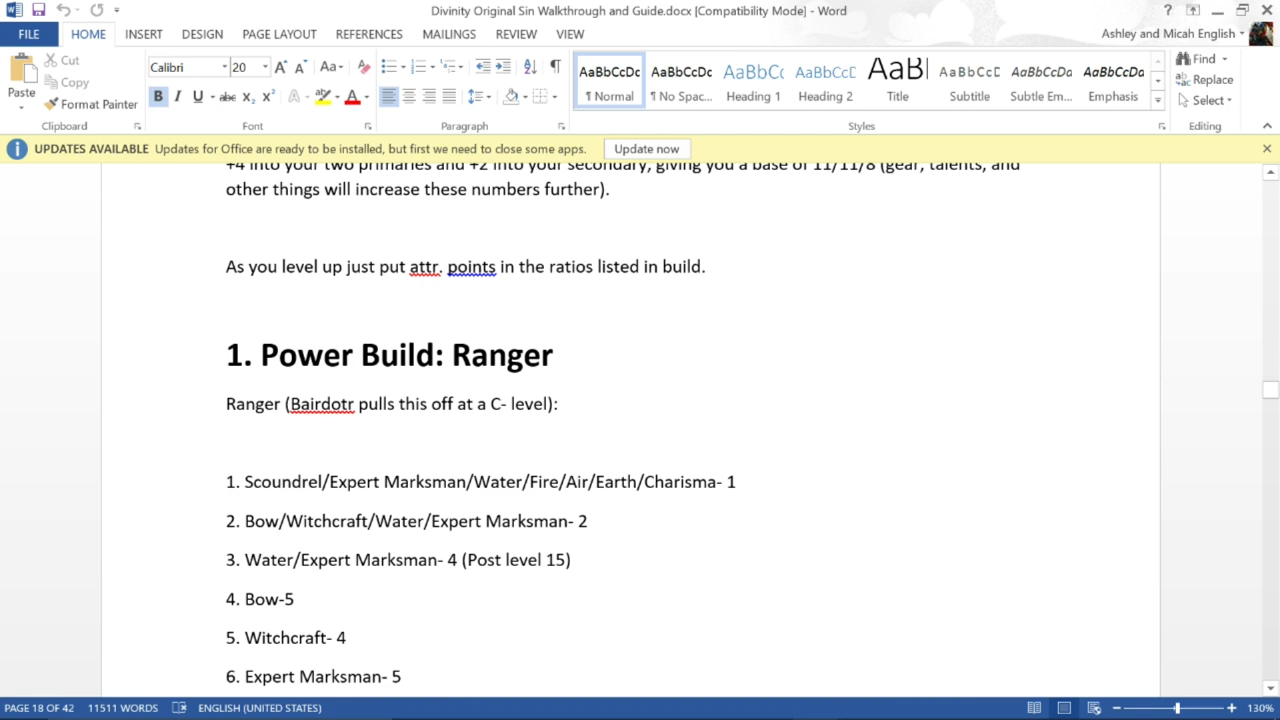 Divinity Original Sin Walkthrough and Guide.docx [Compatibility Mode] - Word
FILE HOME INSERT DESIGN PAGE LAYOUT REFERENCES MAILINGS REVIEW VIEW Ashley and Micah English
Paste
Cut
Copy
Format Painter
Clipboard
Calibri 20
Font
Paragraph
AaBbCcDc AaBbCcDc AaBbCc AaBbCcC AaB AaBbCcC AaBbCcDc AaBbCcDc
¶ Normal ¶ No Spac... Heading 1 Heading 2 Title Subtitle Subtle Em... Emphasis
Styles
Find
Replace
Select
Editing
UPDATES AVAILABLE Updates for Office are ready to be installed, but first we need to close some apps. Update now
+4 into your two primaries and +2 into your secondary, giving you a base of 11/11/8 (gear, talents, and
other things will increase these numbers further).
As you level up just put attr. points in the ratios listed in build.
1. Power Build: Ranger
Ranger (Bairdotr pulls this off at a C- level):
1. Scoundrel/Expert Marksman/Water/Fire/Air/Earth/Charisma- 1
2. Bow/Witchcraft/Water/Expert Marksman- 2
3. Water/Expert Marksman- 4 (Post level 15)
4. Bow-5
5. Witchcraft- 4
6. Expert Marksman- 5
PAGE 18 OF 42 11511 WORDS ENGLISH (UNITED STATES) 130%